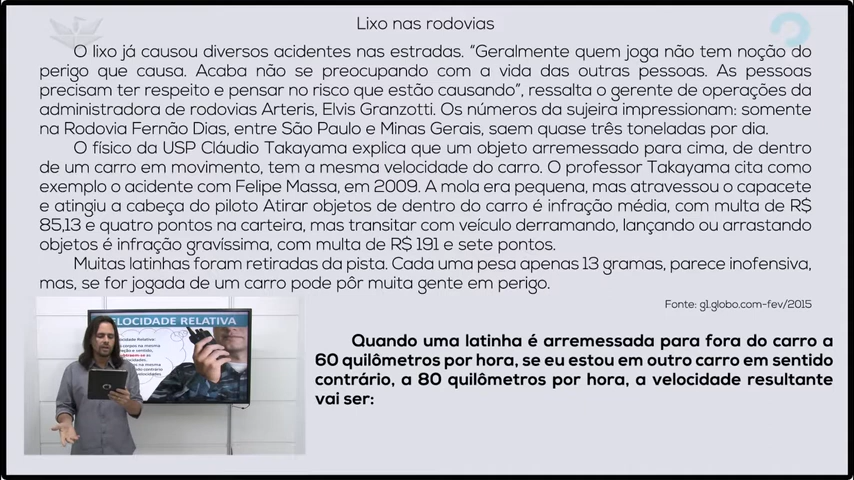 Lixo nas rodovias
O lixo já causou diversos acidentes nas estradas. “Geralmente quem joga não tem noção do
perigo que causa. Acaba não se preocupando com a vida das outras pessoas. As pessoas
precisam ter respeito e pensar no risco que estão causando”, ressalta o gerente de operações da
administradora de rodovias Arteris, Elvis Granzotti. Os números da sujeira impressionam: somente
na Rodovia Fernão Dias, entre São Paulo e Minas Gerais, saem quase três toneladas por dia.
O físico da USP Cláudio Takayama explica que um objeto arremessado para cima, de dentro
de um carro em movimento, tem a mesma velocidade do carro. O professor Takayama cita como
exemplo o acidente com Felipe Massa, em 2009. A mola era pequena, mas atravessou o capacete
e atingiu a cabeça do piloto Atirar objetos de dentro do carro é infração média, com multa de R$
85,13 e quatro pontos na carteira, mas transitar com veículo derramando, lançando ou arrastando
objetos é infração gravíssima, com multa de R$ 191 e sete pontos.
Muitas latinhas foram retiradas da pista. Cada uma pesa apenas 13 gramas, parece inofensiva,
mas, se for jogada de um carro pode pôr muita gente em perigo.
Fonte: g1.globo.com-fev/2015
VELOCIDADE RELATIVA
Velocidade Relativa:
corpos na mesma
Quando uma latinha é arremessada para fora do carro a
60 quilômetros por hora, se eu estou em outro carro em sentido
contrário, a 80 quilômetros por hora, a velocidade resultante
vai ser: